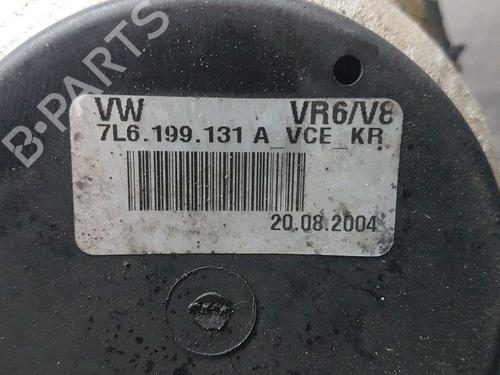 VW VR6/V8
7L6.199.131 A_VCE_KR
20.08.2004
B-PARTS